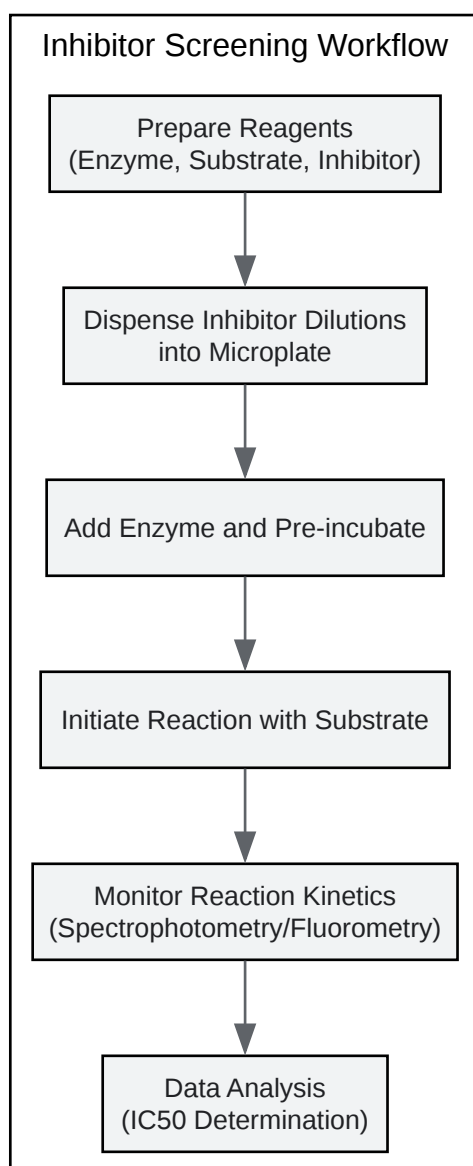 Inhibitor Screening Workflow
Prepare Reagents
(Enzyme, Substrate, Inhibitor)
Dispense Inhibitor Dilutions
into Microplate
Add Enzyme and Pre-incubate
Initiate Reaction with Substrate
Monitor Reaction Kinetics
(Spectrophotometry/Fluorometry)
Data Analysis
(IC50 Determination)